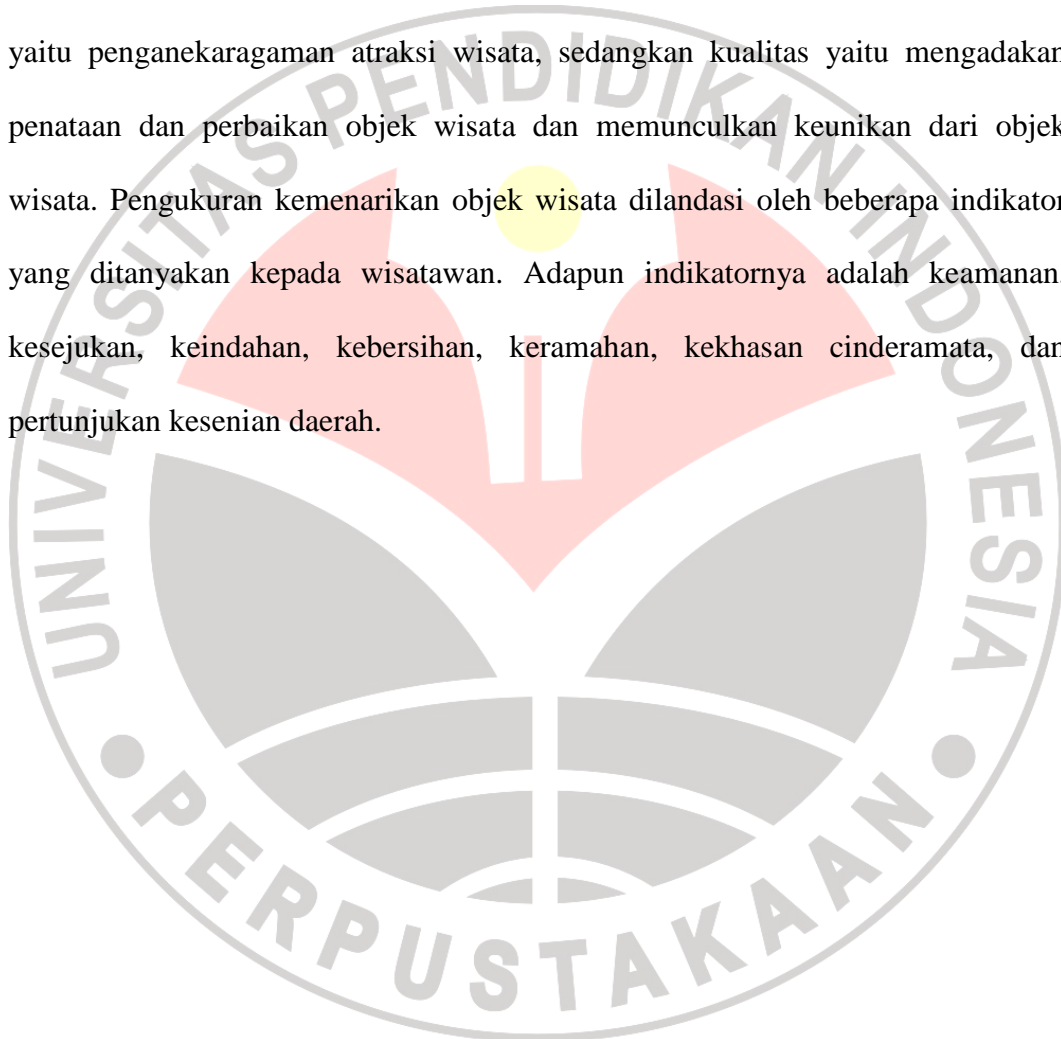 yaitu penganekaragaman atraksi wisata, sedangkan kualitas yaitu mengadakan
penataan dan perbaikan objek wisata dan memunculkan keunikan dari objek
wisata. Pengukuran kemenarikan objek wisata dilandasi oleh beberapa indikator
yang ditanyakan kepada wisatawan. Adapun indikatornya adalah keamanan,
kesejukan, keindahan, kebersihan, keramahan, kekhasan cinderamata, dan
pertunjukan kesenian daerah.
UNIVERSITAS PENDIDIKAN INDONESIA
PERPUSTAKAAN